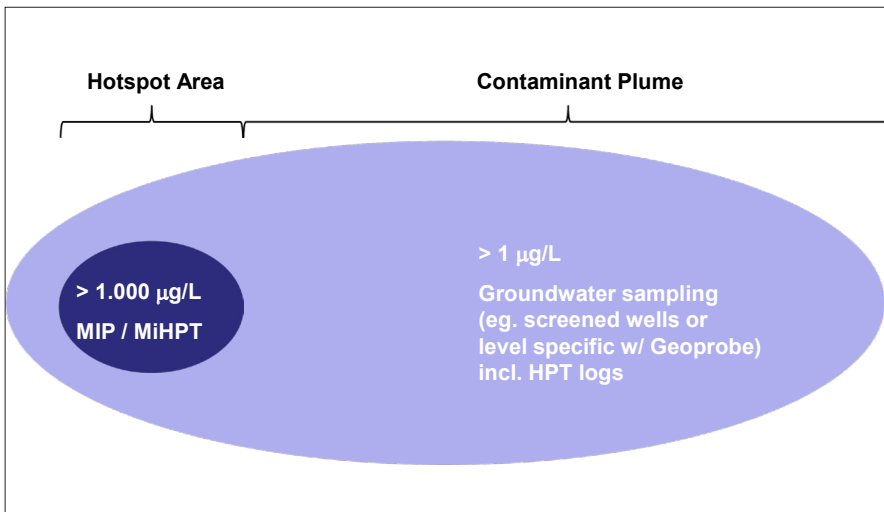 Hotspot Area
Contaminant Plume
> 1.000 µg/L
MIP / MiHPT
> 1 µg/L
Groundwater sampling
(eg. screened wells or
level specific w/ Geoprobe)
incl. HPT logs